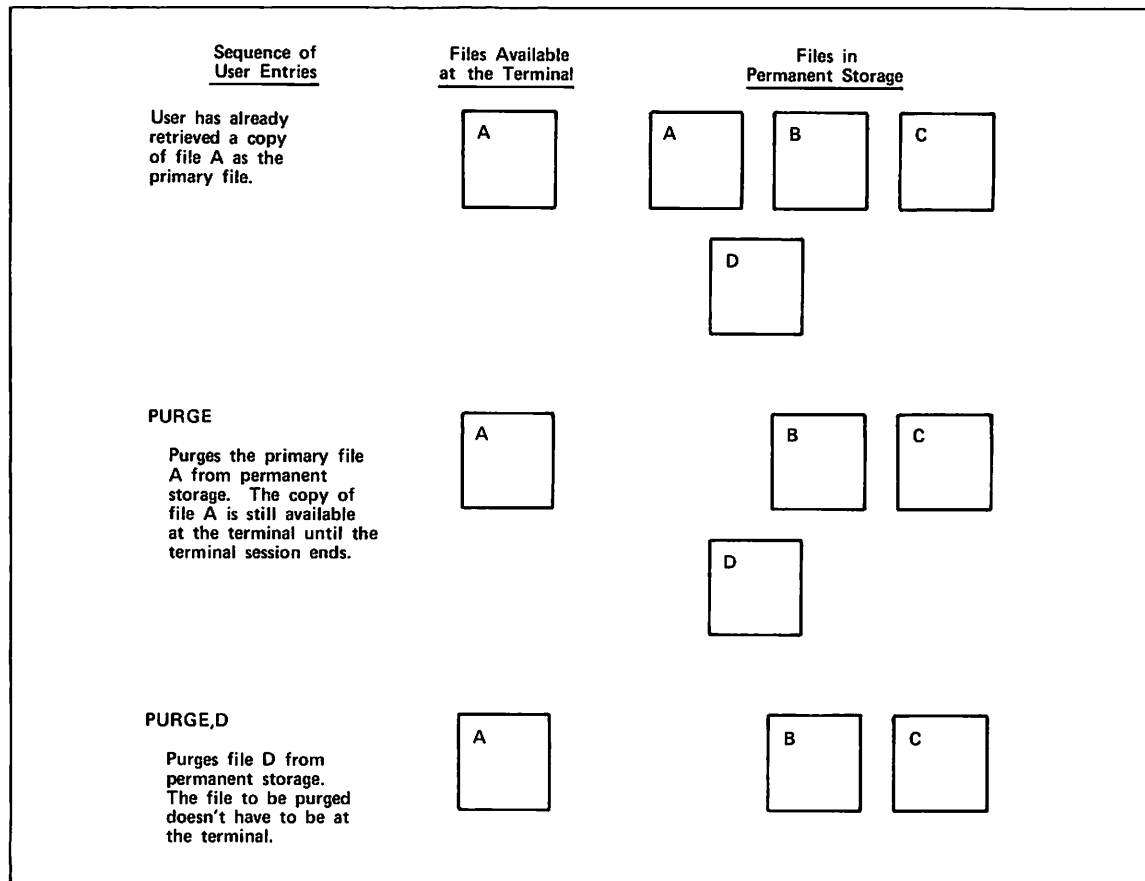 Sequence of
User Entries
Files Available
at the Terminal
Files in
Permanent Storage
User has already
retrieved a copy
of file A as the
primary file.
A
A
B
C
D
PURGE
Purges the primary file
A from permanent
storage. The copy of
file A is still available
at the terminal until the
terminal session ends.
A
B
C
D
PURGE,D
Purges file D from
permanent storage.
The file to be purged
doesn't have to be at
the terminal.
A
B
C